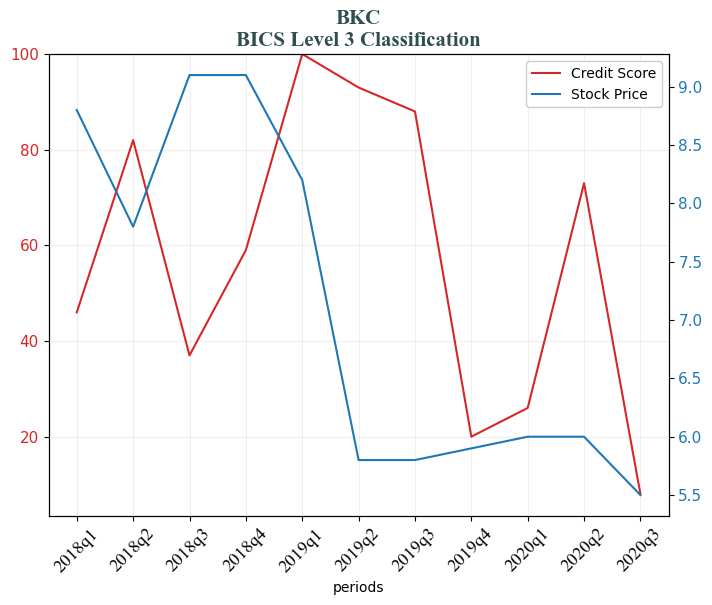 BKC
BICS Level 3 Classification
Credit Score
Stock Price
100
80
60
40
20
9.0
8.5
8.0
7.5
7.0
6.5
6.0
5.5
2018q1
2018q2
2018q3
2018q4
2019q1
2019q2
2019q3
2019q4
2020q1
2020q2
2020q3
periods